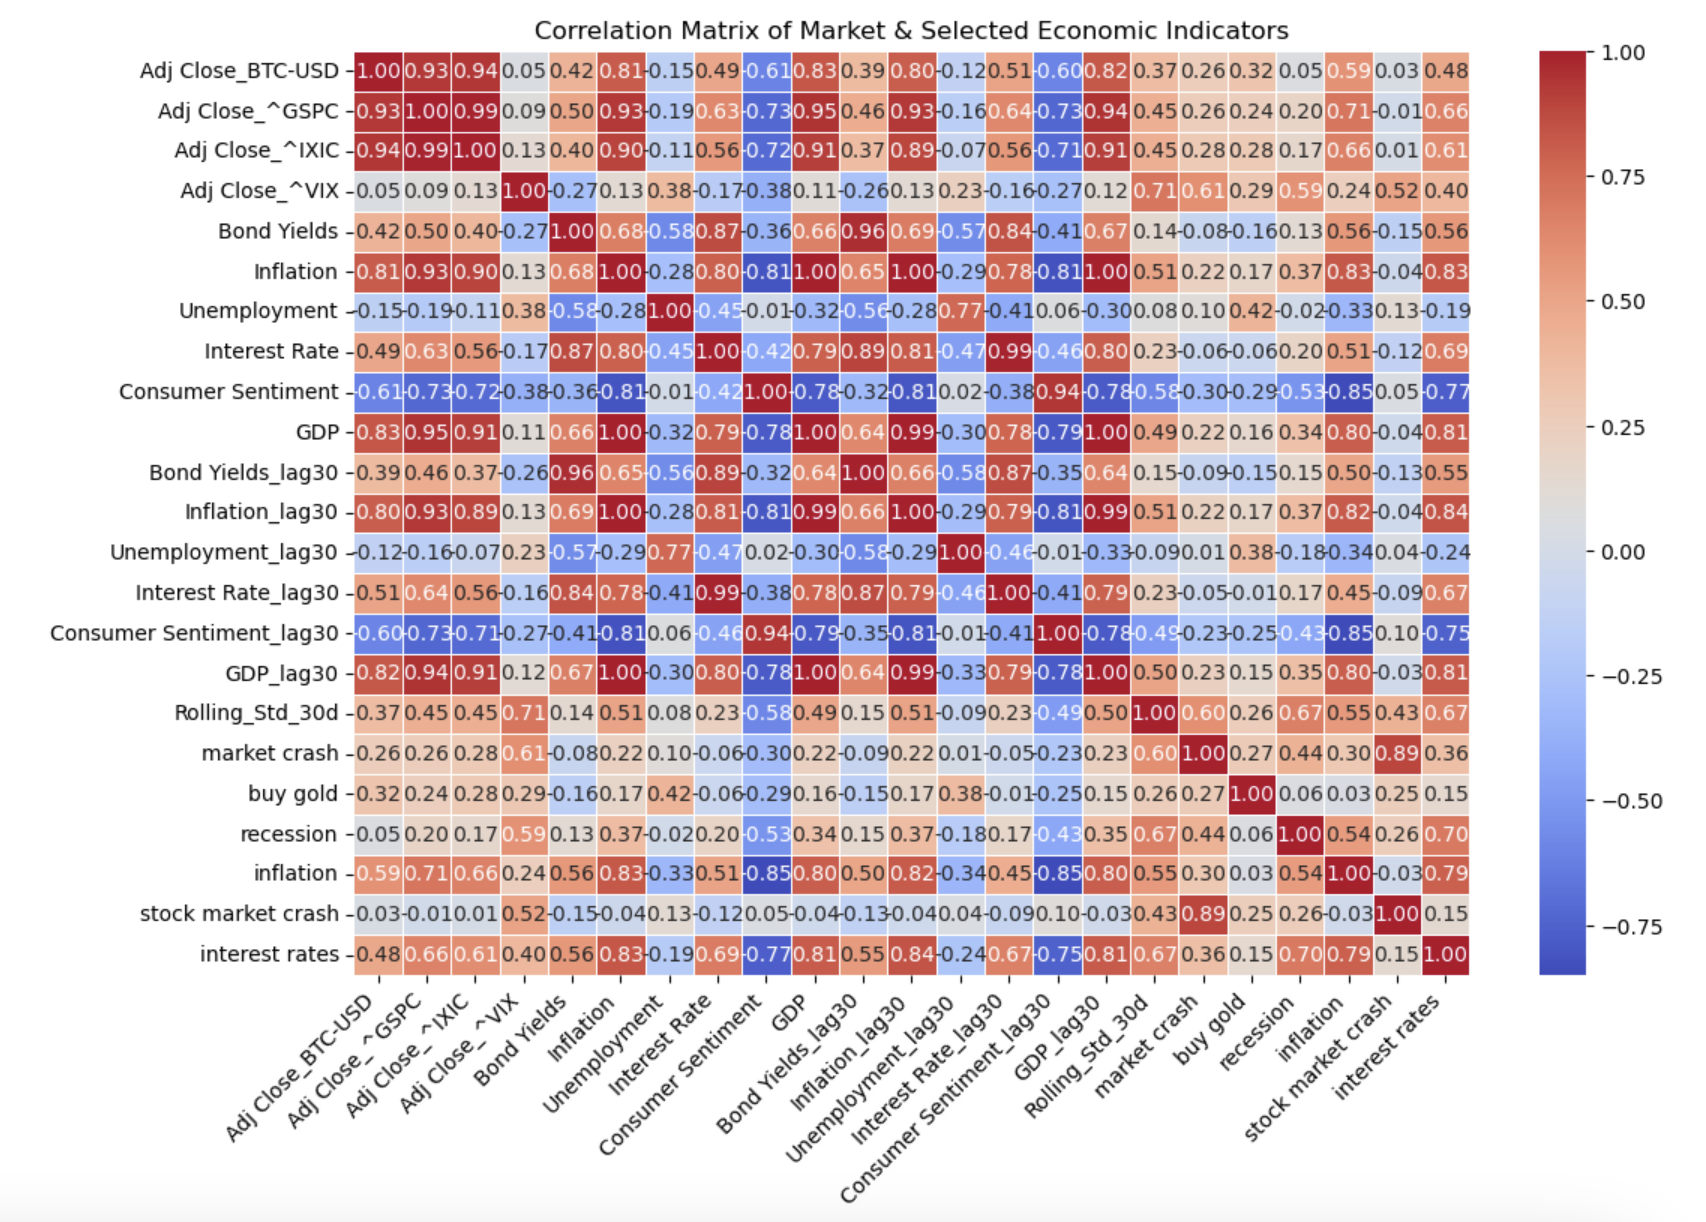 Correlation Matrix of Market & Selected Economic Indicators
Adj Close_BTC-USD 1.00 0.93 0.94 0.05 0.42 0.81 -0.15 0.49 -0.61 0.83 0.39 0.80 -0.12 0.51 -0.60 0.82 0.37 0.26 0.32 0.05 0.59 0.03 0.48
Adj Close_^GSPC 0.93 1.00 0.99 0.09 0.50 0.93 -0.19 0.63 -0.73 0.95 0.46 0.93 -0.16 0.64 -0.73 0.94 0.45 0.26 0.24 0.20 0.71 -0.01 0.66
Adj Close_^IXIC 0.94 0.99 1.00 0.13 0.40 0.90 -0.11 0.56 -0.72 0.91 0.37 0.89 -0.07 0.56 -0.71 0.91 0.45 0.28 0.28 0.17 0.66 0.01 0.61
Adj Close_^VIX 0.05 0.09 0.13 1.00 -0.27 0.13 0.38 -0.17 -0.38 0.11 -0.26 0.13 0.23 -0.16 -0.27 0.12 0.71 0.61 0.29 0.59 0.24 0.52 0.40
Bond Yields 0.42 0.50 0.40 -0.27 1.00 0.68 -0.58 0.87 -0.36 0.66 0.96 0.69 -0.57 0.84 -0.41 0.67 0.14 -0.08 -0.16 0.13 0.56 -0.15 0.56
Inflation 0.81 0.93 0.90 0.13 0.68 1.00 -0.28 0.80 -0.81 1.00 0.65 1.00 -0.29 0.78 -0.81 1.00 0.51 0.22 0.17 0.37 0.83 -0.04 0.83
Unemployment -0.15 -0.19 -0.11 0.38 -0.58 -0.28 1.00 -0.45 -0.01 -0.32 -0.56 -0.28 0.77 -0.41 0.06 -0.30 0.08 0.10 0.42 -0.02 -0.33 0.13 -0.19
Interest Rate 0.49 0.63 0.56 -0.17 0.87 0.80 -0.45 1.00 -0.42 0.79 0.89 0.81 -0.47 0.99 -0.46 0.80 0.23 -0.06 -0.06 0.20 0.51 -0.12 0.69
Consumer Sentiment -0.61 -0.73 -0.72 -0.38 -0.36 -0.81 -0.01 -0.42 1.00 -0.78 -0.32 -0.81 0.02 -0.38 0.94 -0.78 -0.58 -0.30 -0.29 -0.53 -0.85 0.05 -0.77
GDP 0.83 0.95 0.91 0.11 0.66 1.00 -0.32 0.79 -0.78 1.00 0.64 0.99 -0.30 0.78 -0.79 1.00 0.49 0.22 0.16 0.34 0.80 -0.04 0.81
Bond Yields_lag30 0.39 0.46 0.37 -0.26 0.96 0.65 -0.56 0.89 -0.32 0.64 1.00 0.66 -0.58 0.87 -0.35 0.64 0.15 -0.09 -0.15 0.15 0.50 -0.13 0.55
Inflation_lag30 0.80 0.93 0.89 0.13 0.69 1.00 -0.28 0.81 -0.81 0.99 0.66 1.00 -0.29 0.79 -0.81 0.99 0.51 0.22 0.17 0.37 0.82 -0.04 0.84
Unemployment_lag30 -0.12 -0.16 -0.07 0.23 -0.57 -0.29 0.77 -0.47 0.02 -0.30 -0.58 -0.29 1.00 -0.46 -0.01 -0.33 -0.09 0.01 0.38 -0.18 -0.34 0.04 -0.24
Interest Rate_lag30 0.51 0.64 0.56 -0.16 0.84 0.78 -0.41 0.99 -0.38 0.78 0.87 0.79 -0.46 1.00 -0.41 0.79 0.23 -0.05 -0.01 0.17 0.45 -0.09 0.67
Consumer Sentiment_lag30 -0.60 -0.73 -0.71 -0.27 -0.41 -0.81 0.06 -0.46 0.94 -0.79 -0.35 -0.81 -0.01 -0.41 1.00 -0.78 -0.49 -0.23 -0.25 -0.43 -0.85 0.10 -0.75
GDP_lag30 0.82 0.94 0.91 0.12 0.67 1.00 -0.30 0.80 -0.78 1.00 0.64 0.99 -0.33 0.79 -0.78 1.00 0.50 0.23 0.15 0.35 0.80 -0.03 0.81
Rolling_Std_30d 0.37 0.45 0.45 0.71 0.14 0.51 0.08 0.23 -0.58 0.49 0.15 0.51 -0.09 0.23 -0.49 0.50 1.00 0.60 0.26 0.67 0.55 0.43 0.67
market crash 0.26 0.26 0.28 0.61 -0.08 0.22 0.10 -0.06 -0.30 0.22 -0.09 0.22 0.01 -0.05 -0.23 0.23 0.60 1.00 0.27 0.44 0.30 0.89 0.36
buy gold 0.32 0.24 0.28 0.29 -0.16 0.17 0.42 -0.06 -0.29 0.16 -0.15 0.17 0.38 -0.01 -0.25 0.15 0.26 0.27 1.00 0.06 0.03 0.25 0.15
recession 0.05 0.20 0.17 0.59 0.13 0.37 -0.02 0.20 -0.53 0.34 0.15 0.37 -0.18 0.17 -0.43 0.35 0.67 0.44 0.06 1.00 0.54 0.26 0.70
inflation 0.59 0.71 0.66 0.24 0.56 0.83 -0.33 0.51 -0.85 0.80 0.50 0.82 -0.34 0.45 -0.85 0.80 0.55 0.30 0.03 0.54 1.00 -0.03 0.79
stock market crash 0.03 -0.01 0.01 0.52 -0.15 -0.04 0.13 -0.12 0.05 -0.04 -0.13 -0.04 0.04 -0.09 0.10 -0.03 0.43 0.89 0.25 0.26 -0.03 1.00 0.15
interest rates 0.48 0.66 0.61 0.40 0.56 0.83 -0.19 0.69 -0.77 0.81 0.55 0.84 -0.24 0.67 -0.75 0.81 0.67 0.36 0.15 0.70 0.79 0.15 1.00
Adj Close_BTC-USD
Adj Close_^GSPC
Adj Close_^IXIC
Adj Close_^VIX
Bond Yields
Inflation
Unemployment
Interest Rate
Consumer Sentiment
GDP
Bond Yields_lag30
Inflation_lag30
Unemployment_lag30
Interest Rate_lag30
Consumer Sentiment_lag30
GDP_lag30
Rolling_Std_30d
market crash
buy gold
recession
inflation
stock market crash
interest rates
1.00
0.75
0.50
0.25
0.00
−0.25
−0.50
−0.75